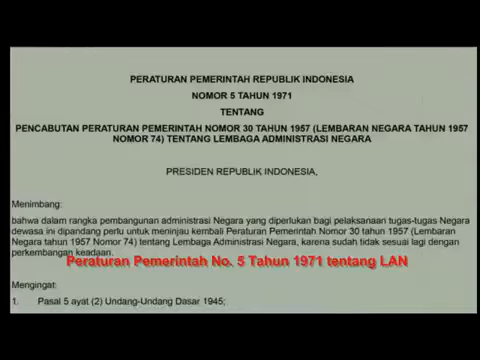 PERATURAN PEMERINTAH REPUBLIK INDONESIA
NOMOR 5 TAHUN 1971
TENTANG
PENCABUTAN PERATURAN PEMERINTAH NOMOR 30 TAHUN 1957 (LEMBARAN NEGARA TAHUN 1957
NOMOR 74) TENTANG LEMBAGA ADMINISTRASI NEGARA
PRESIDEN REPUBLIK INDONESIA,
Menimbang:
bahwa dalam rangka pembangunan administrasi Negara yang diperlukan bagi pelaksanaan tugas-tugas Negara
dewasa ini dipandang perlu untuk meninjau kembali Peraturan Pemerintah Nomor 30 tahun 1957 (Lembaran
Negara tahun 1957 Nomor 74) tentang Lembaga Administrasi Negara, karena sudah tidak sesuai lagi dengan
perkembangan keadaan.
Peraturan Pemerintah No. 5 Tahun 1971 tentang LAN
Mengingat:
1. Pasal 5 ayat (2) Undang-Undang Dasar 1945;